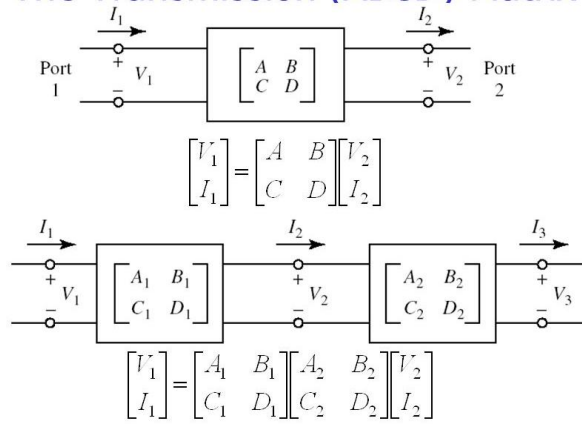 I₁ I₂
Port 1 + V₁ − [A B; C D] + V₂ − Port 2
[V₁; I₁] = [A B; C D] [V₂; I₂]
I₁ I₂ I₃
+ V₁ − [A₁ B₁; C₁ D₁] + V₂ − [A₂ B₂; C₂ D₂] + V₃ −
[V₁; I₁] = [A₁ B₁; C₁ D₁] [A₂ B₂; C₂ D₂] [V₂; I₂]